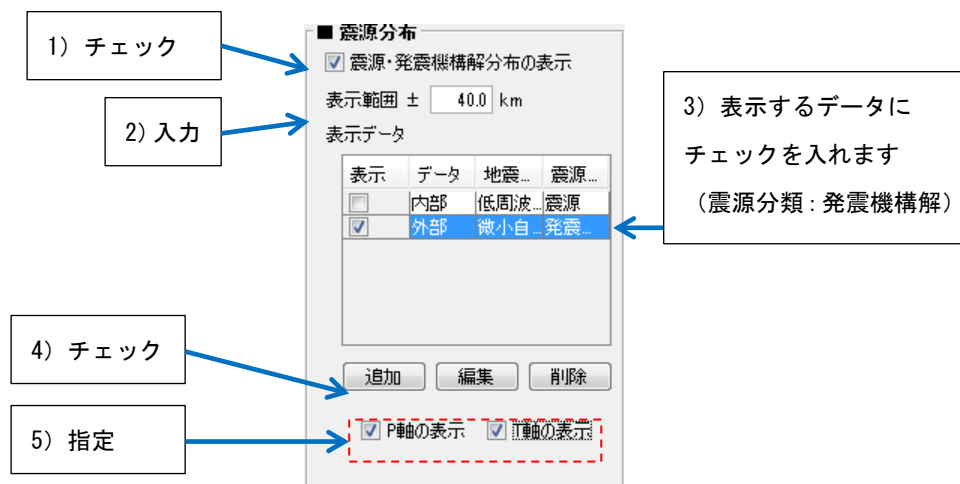 1) チェック
2) 入力
4) チェック
5) 指定
■ 震源分布
震源・発震機構解分布の表示
表示範囲 ± 40.0 km
表示データ
表示 データ 地震... 震源...
内部 低周波... 震源
外部 微小自... 発震...
追加 編集 削除
P軸の表示 T軸の表示
3) 表示するデータに
チェックを入れます
（震源分類：発震機構解）